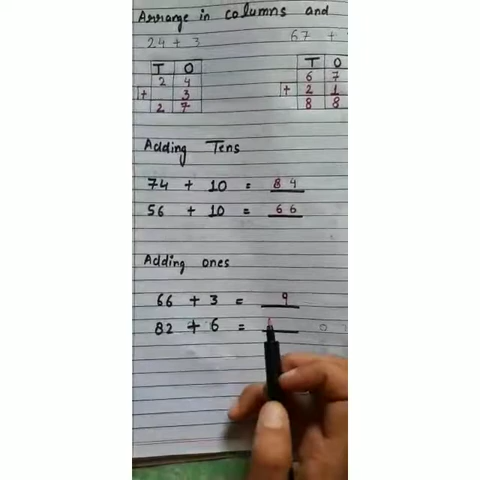 Arrange in columns and
24 + 3
67 +
T O
2 4
+ 3
2 7
T O
6 7
+ 2 1
8 8
Adding Tens
74 + 10 = 84
56 + 10 = 66
Adding ones
66 + 3 = 9
82 + 6 =